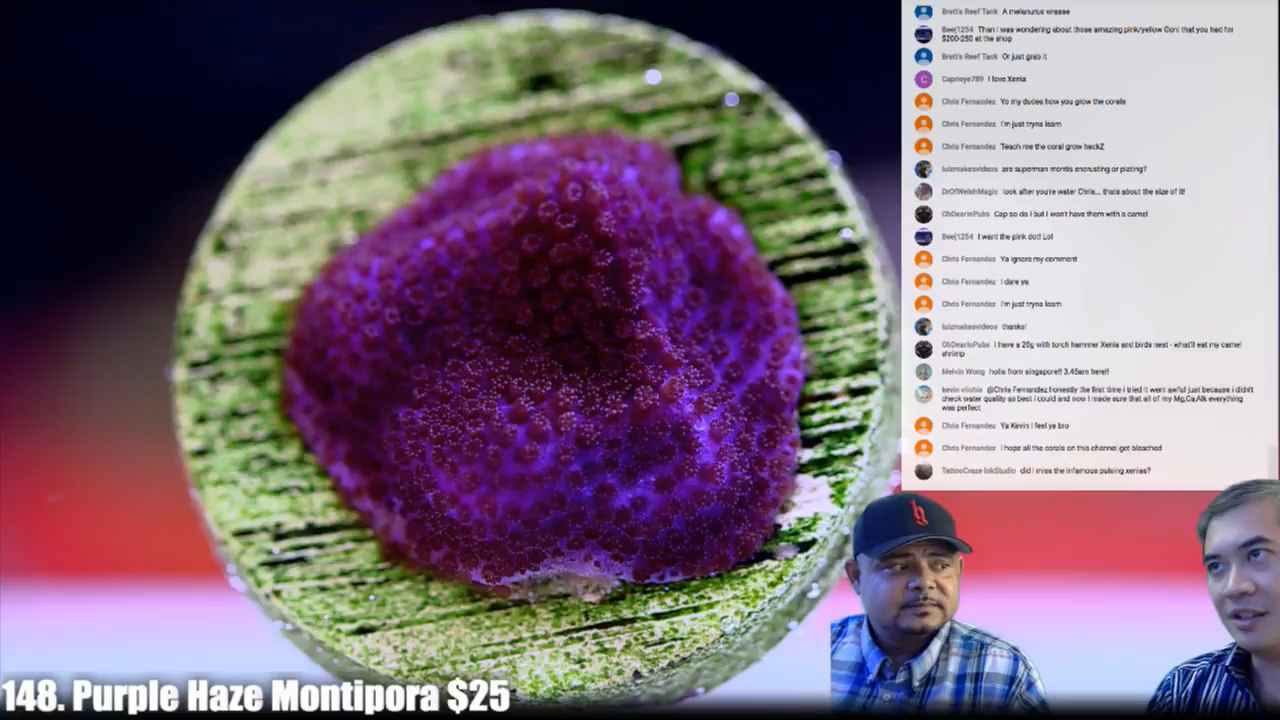 Brett's Reef Tank A melanurus wrasse
Beej1254 Than I was wondering about those amazing pink/yellow Goni that you had for
$200-250 at the shop
Brett's Reef Tank Or just grab it
C Caprieye789 I love Xenia
Chris Fernandez Yo my dudes how you grow the corals
Chris Fernandez I'm just tryna learn
Chris Fernandez Teach me the coral grow hackZ
luizmakesvideos are superman montis encrusting or plating?
DrOfWelshMagic look after you're water Chris... thats about the size of it!
OhDearInPubs Cap so do I but I won't have them with a camel
Beej1254 I want the pink dot!! Lol
Chris Fernandez Ya ignore my comment
Chris Fernandez I dare ya
Chris Fernandez I'm just tryna learn
luizmakesvideos thanks!
OhDearInPubs I have a 20g with torch hammer Xenia and birds nest - what'll eat my camel
shrimp
Melvin Wong holla from singapore!! 3.45am here!!
kevin vilchie @Chris Fernandez honestly the first time i tried it went awful just because i didn't
check water quality as best i could and now I made sure that all of my Mg,Ca,Alk everything
was perfect
Chris Fernandez Ya Kevin I feel ya bro
Chris Fernandez I hope all the corals on this channel get bleached
TattooCraze InkStudio did I miss the infamous pulsing xenias?
148. Purple Haze Montipora $25